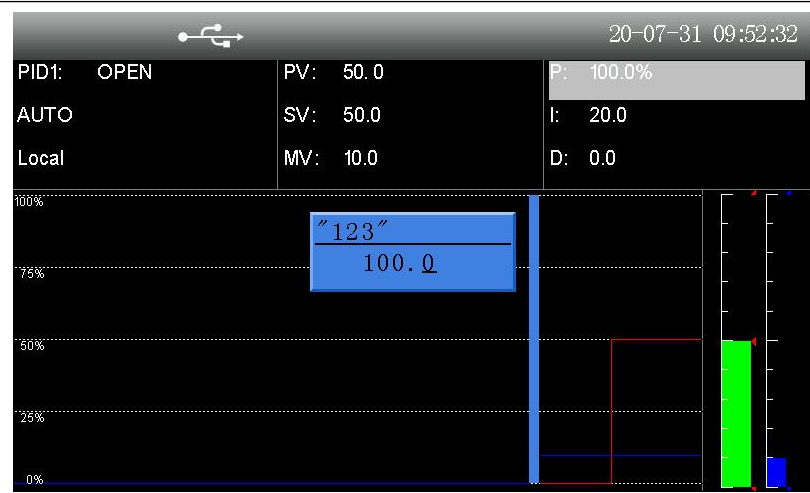 20-07-31 09:52:32
PID1: OPEN
PV: 50.0
P: 100.0%
AUTO
SV: 50.0
I: 20.0
Local
MV: 10.0
D: 0.0
100%
"123"
100.0
75%
50%
25%
0%